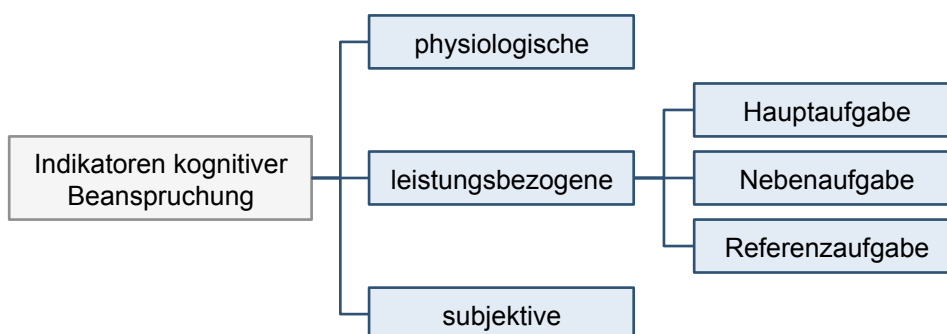 physiologische
Hauptaufgabe
Indikatoren kognitiver
Beanspruchung
leistungsbezogene
Nebenaufgabe
Referenzaufgabe
subjektive